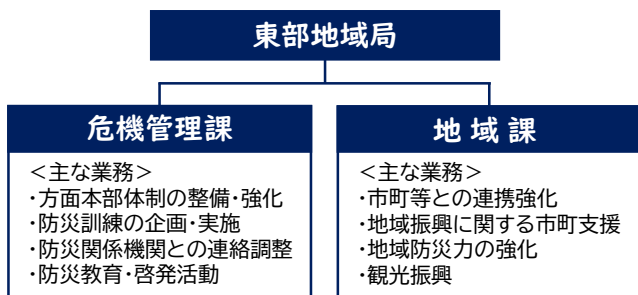 東部地域局
危機管理課
＜主な業務＞
・方面本部体制の整備・強化
・防災訓練の企画・実施
・防災関係機関との連絡調整
・防災教育・啓発活動
地域課
＜主な業務＞
・市町等との連携強化
・地域振興に関する市町支援
・地域防災力の強化
・観光振興